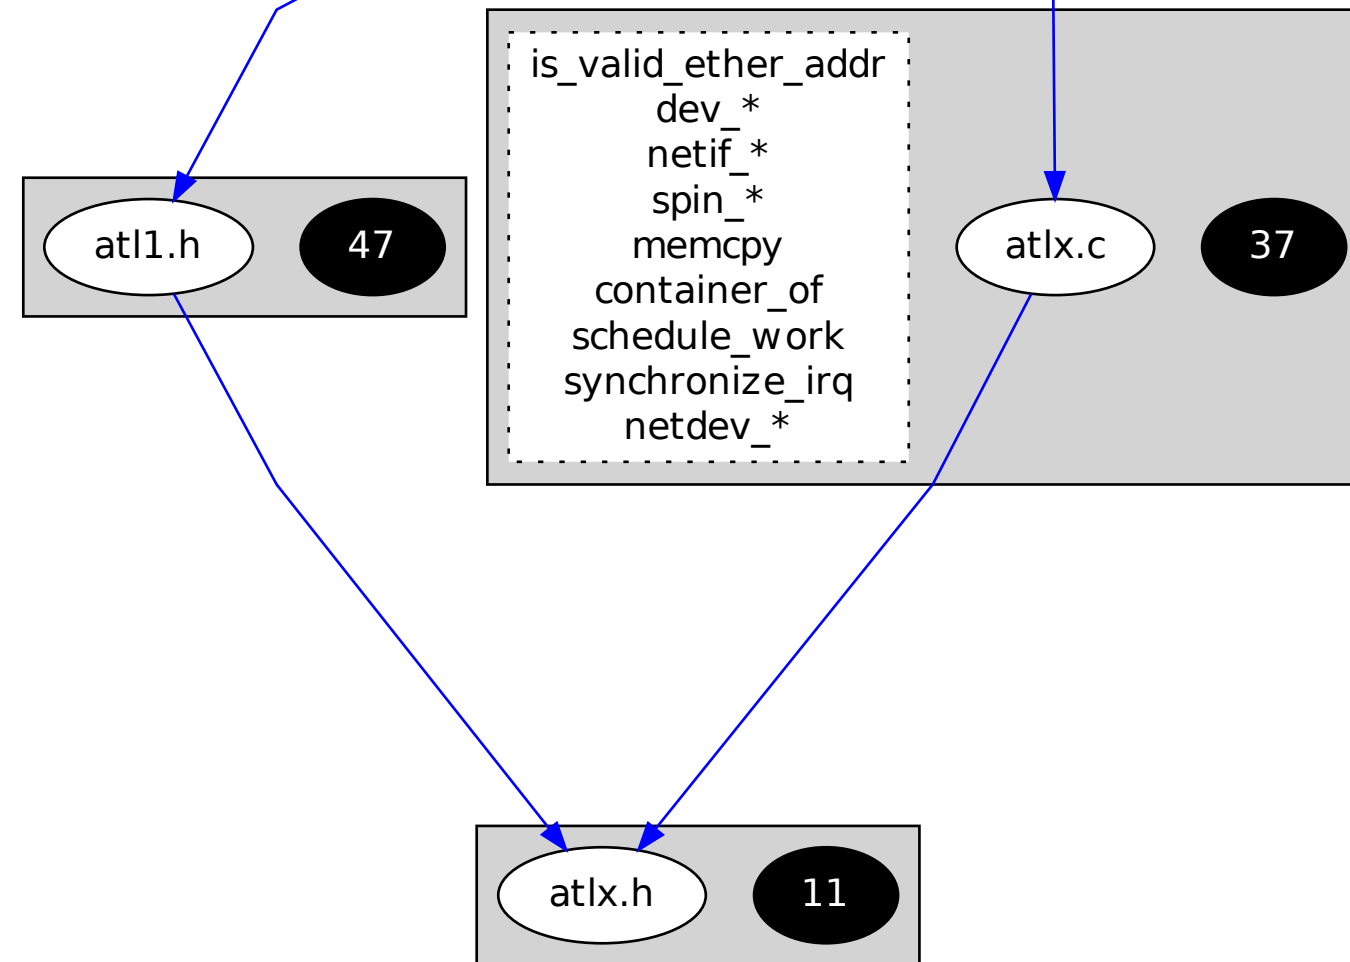 is_valid_ether_addr
dev_*
netif_*
spin_*
memcpy
container_of
schedule_work
synchronize_irq
netdev_*
atl1.h
47
atlx.c
37
atlx.h
11